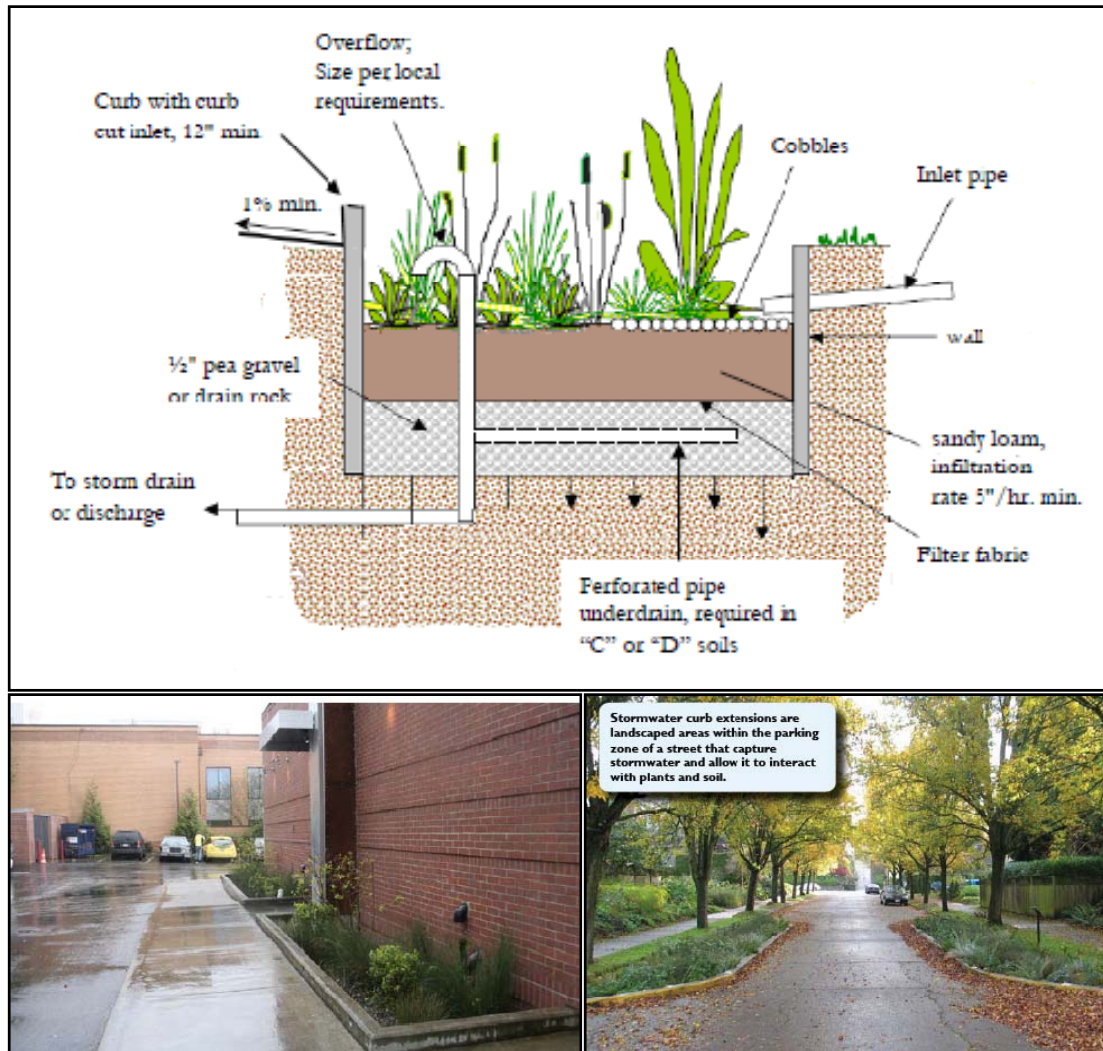 Overflow;
Size per local
requirements.
Curb with curb
cut inlet, 12" min.
1% min.
Cobbles
Inlet pipe
wall
½" pea gravel
or drain rock
sandy loam,
infiltration
rate 5"/hr. min.
To storm drain
or discharge
Filter fabric
Perforated pipe
underdrain, required in
“C” or “D” soils
Stormwater curb extensions are
landscaped areas within the parking
zone of a street that capture
stormwater and allow it to interact
with plants and soil.